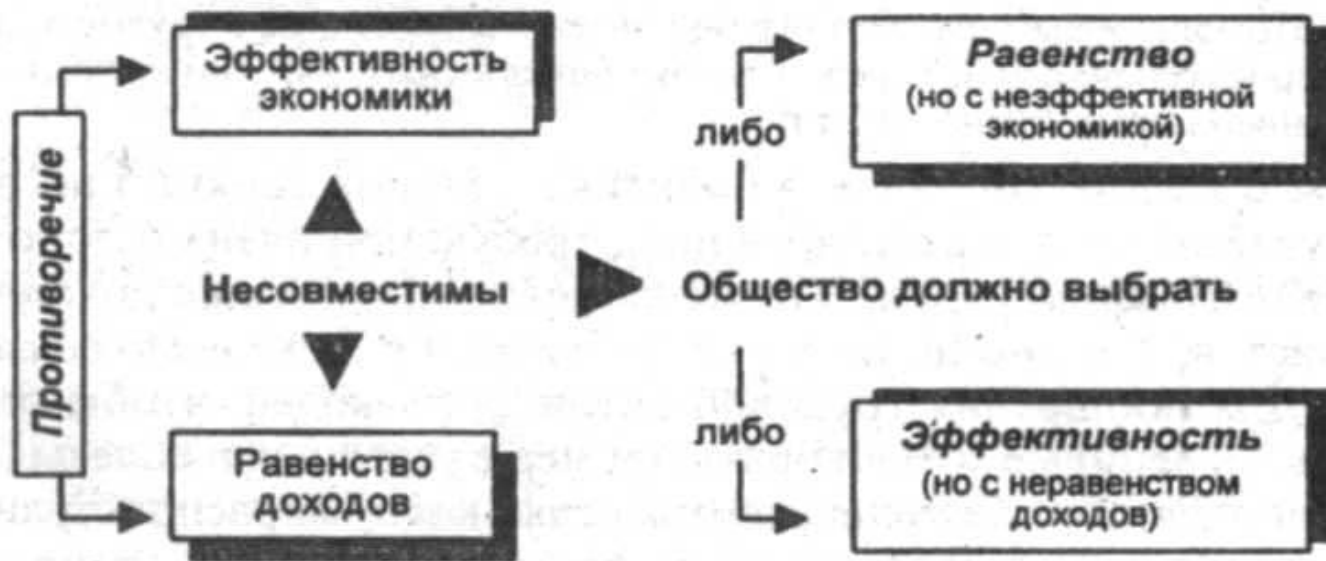 Противоречие
Эффективность
экономики
Несовместимы
Равенство
доходов
Общество должно выбрать
либо
Равенство
(но с неэффективной
экономикой)
либо
Эффективность
(но с неравенством
доходов)